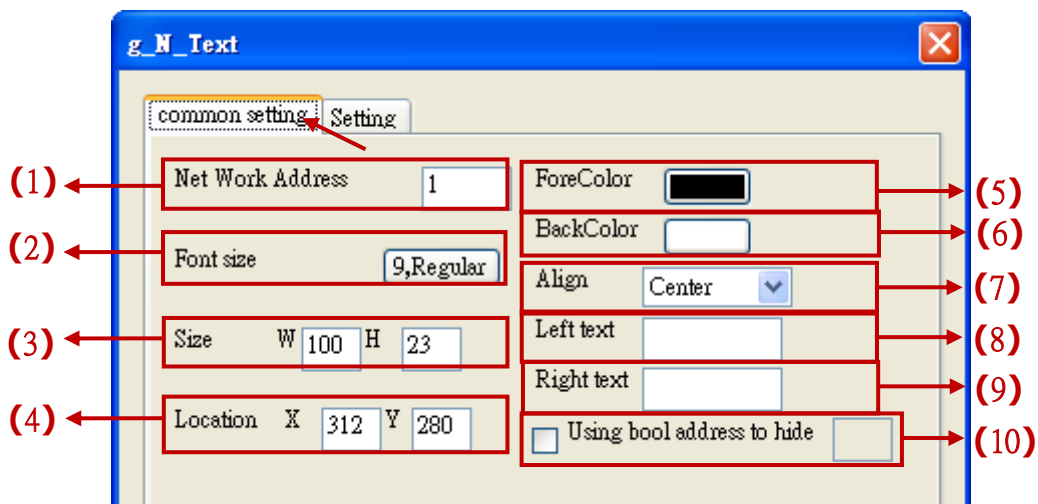 g_N_Text
common setting Setting
(1) Net Work Address 1
(2) Font size 9,Regular
(3) Size W 100 H 23
(4) Location X 312 Y 280
ForeColor (5)
BackColor (6)
Align Center (7)
Left text (8)
Right text (9)
Using bool address to hide (10)